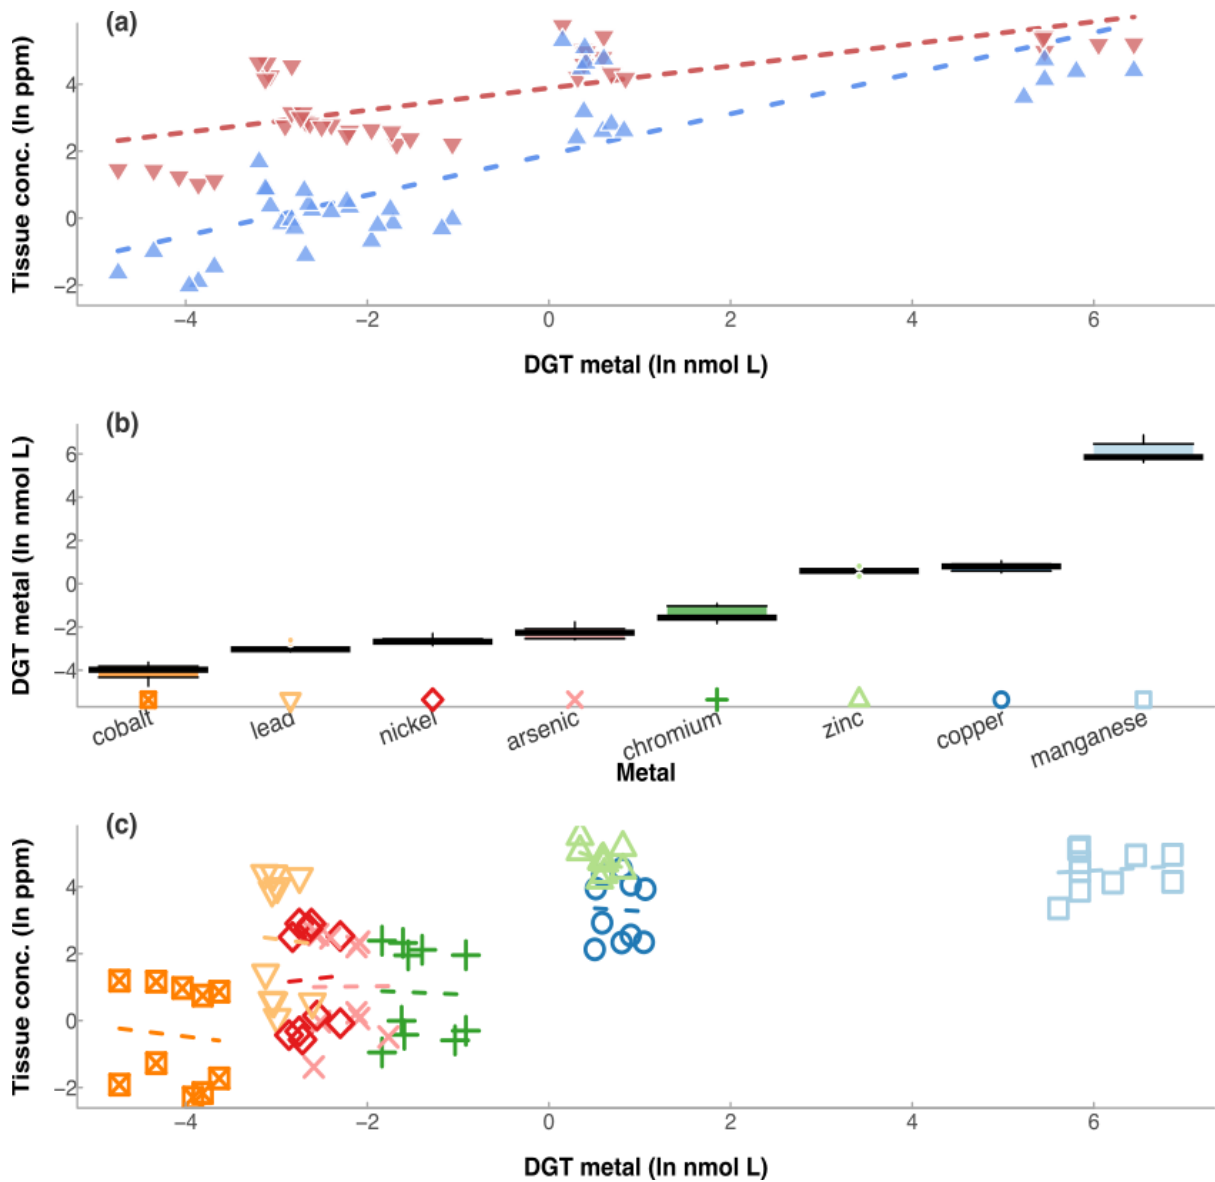 (a)
Tissue conc. (ln ppm)
4
2
0
−2
−4 −2 0 2 4 6
DGT metal (ln nmol L)
(b)
DGT metal (ln nmol L)
6
4
2
0
−2
−4
cobalt lead nickel arsenic chromium zinc copper manganese
Metal
(c)
Tissue conc. (ln ppm)
4
2
0
−2
−4 −2 0 2 4 6
DGT metal (ln nmol L)